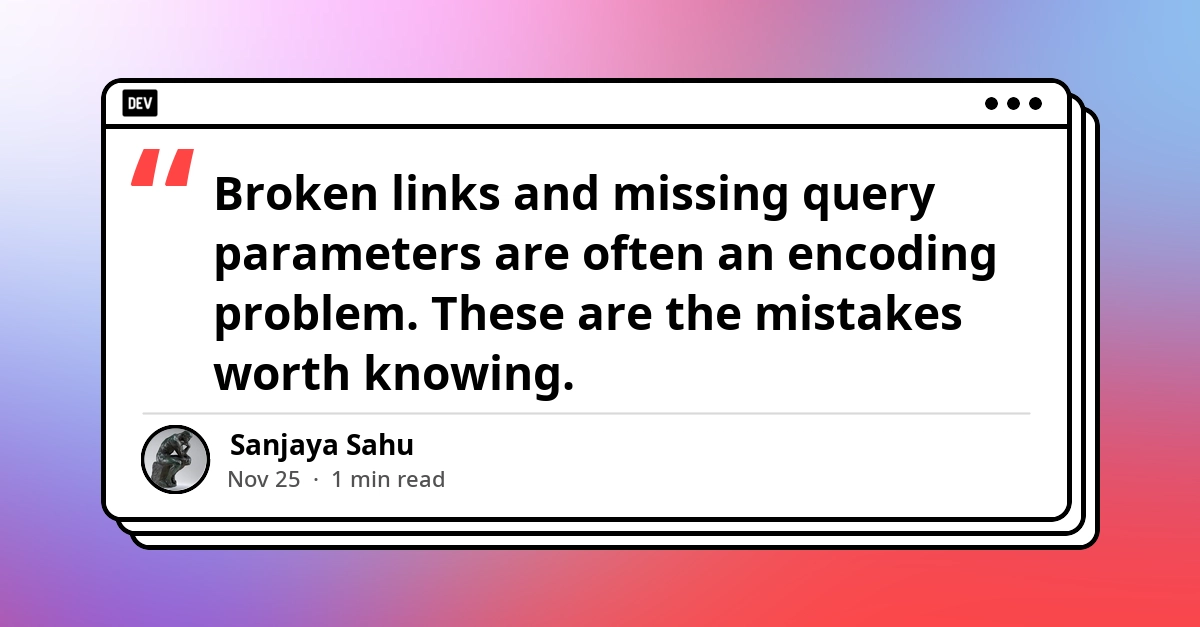 DEV
“
Broken links and missing query
parameters are often an encoding
problem. These are the mistakes
worth knowing.
Sanjaya Sahu
Nov 25 · 1 min read